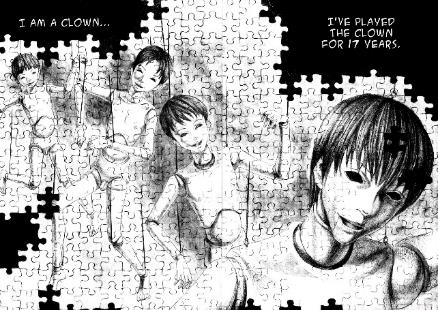 I AM A CLOWN...
I'VE PLAYED
THE CLOWN
FOR 17 YEARS.